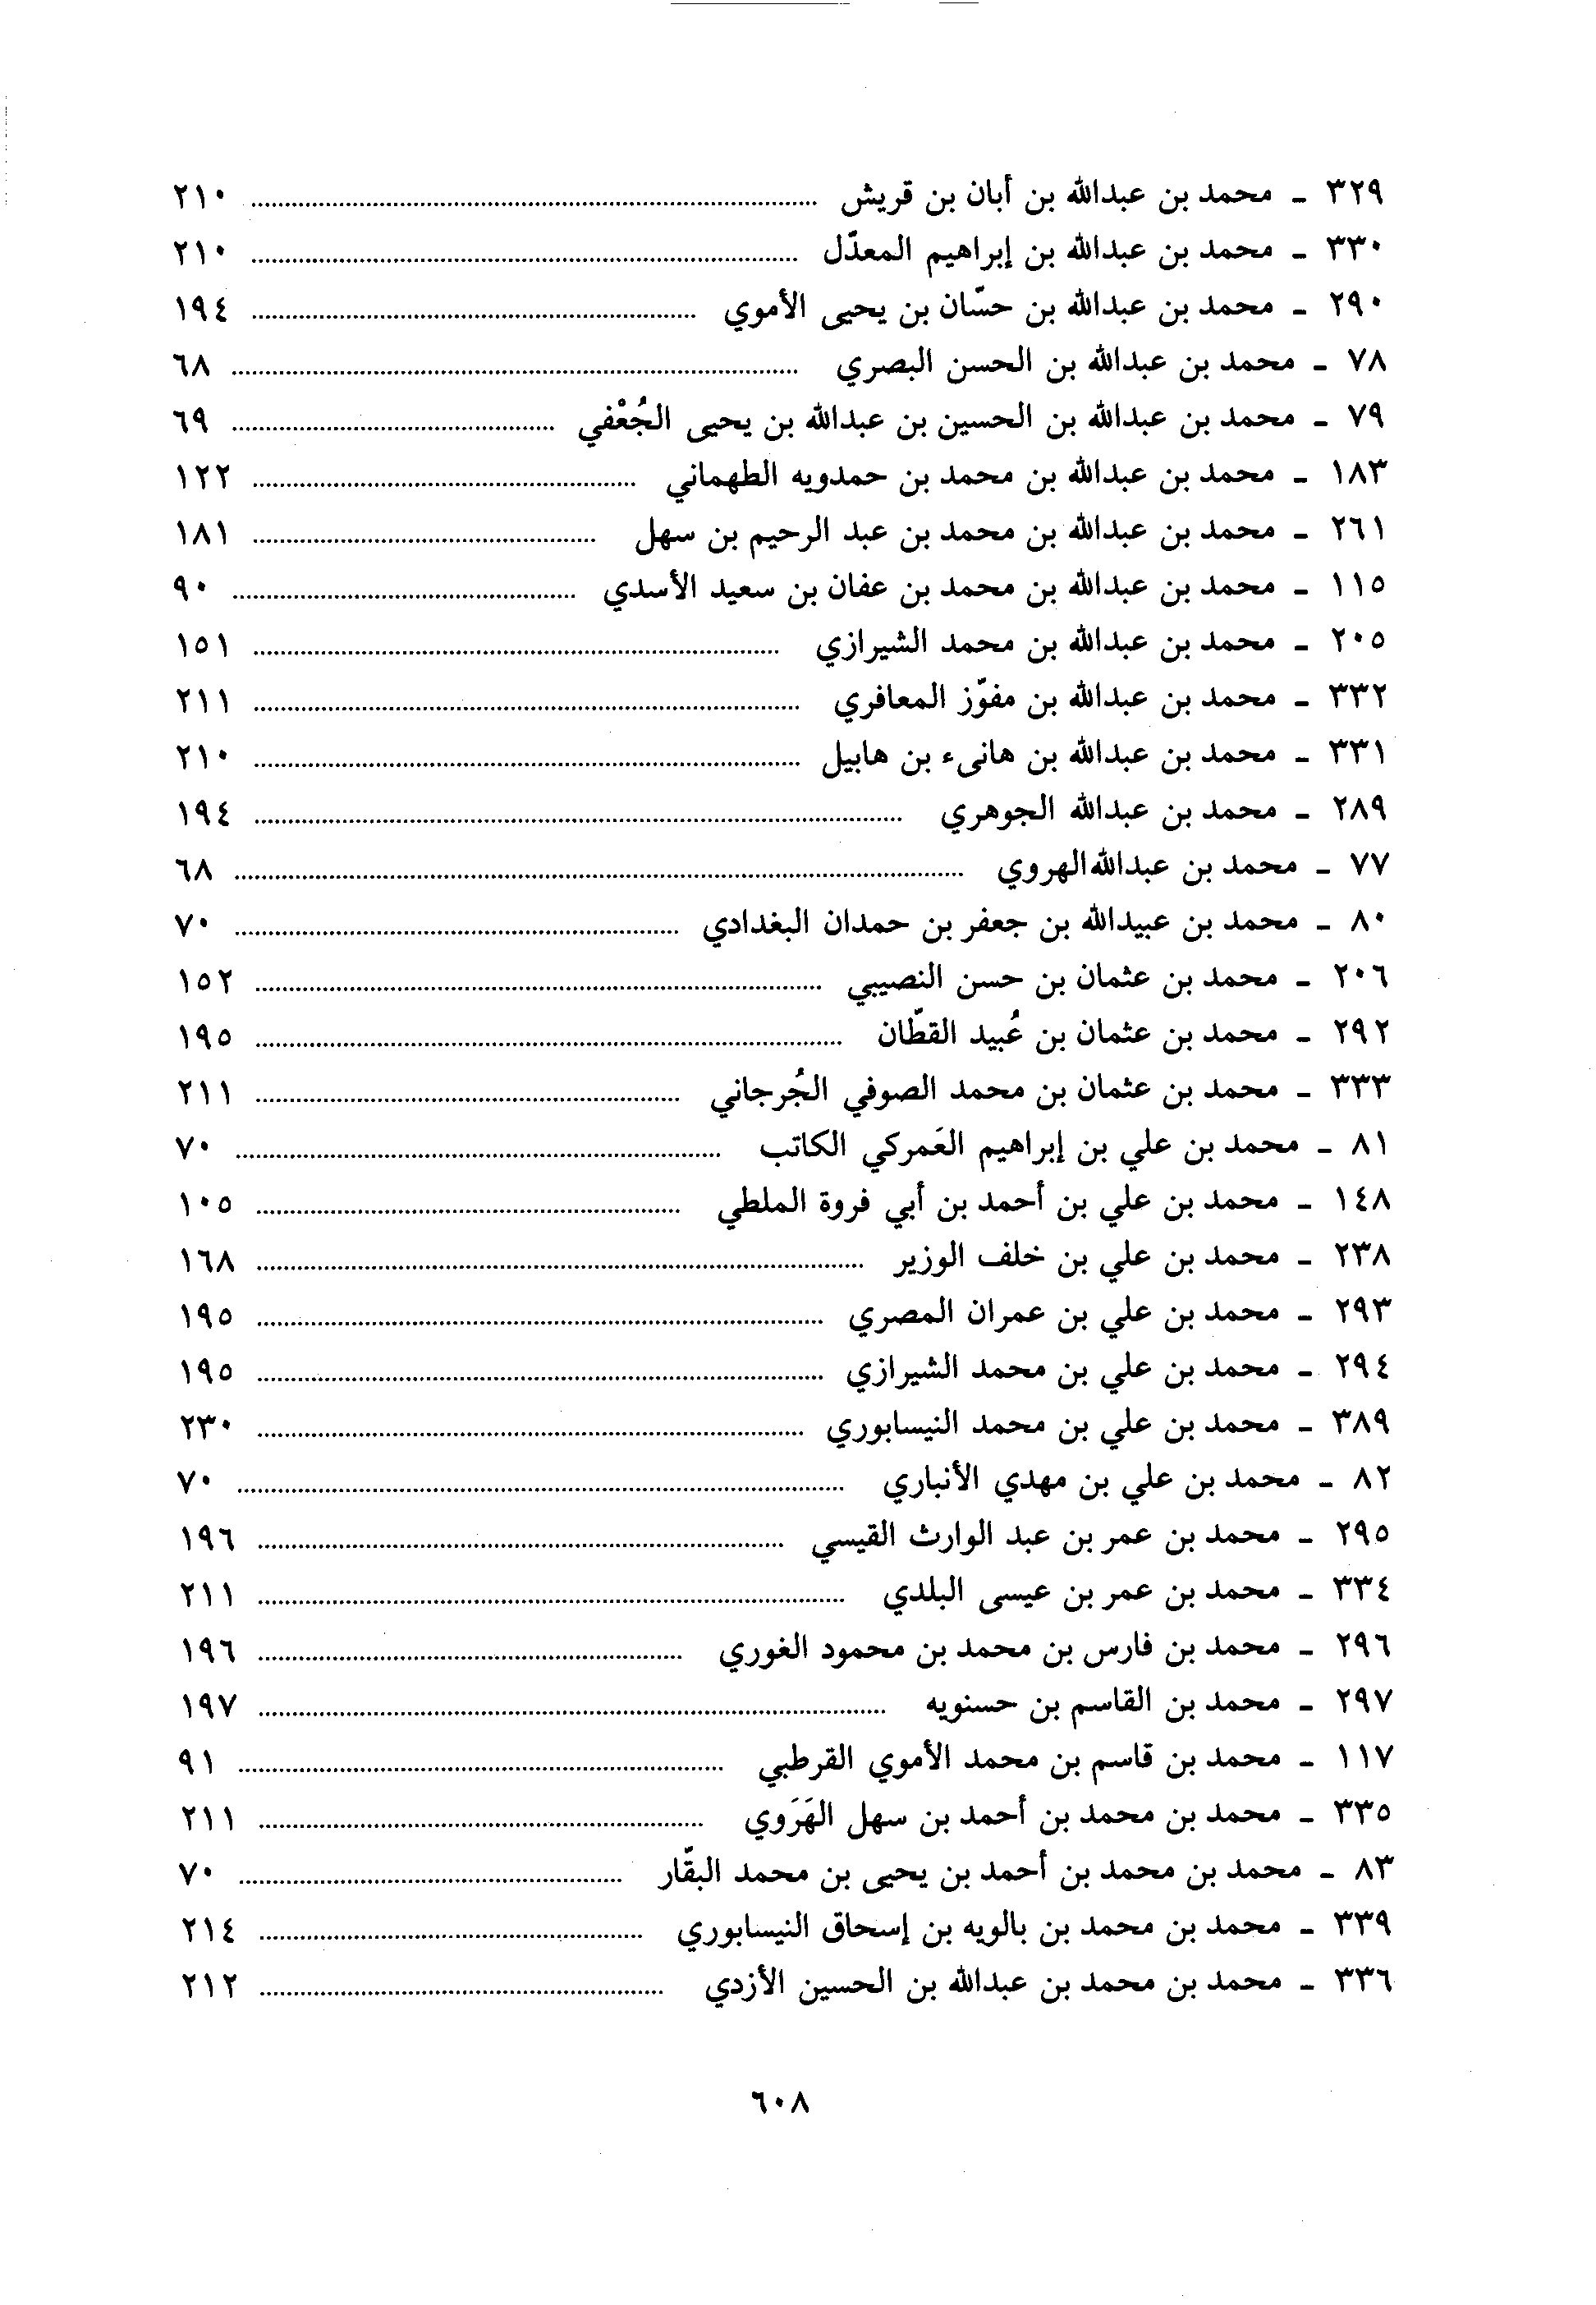 ٣٢٩ - محمد بن عبدالله بن أبان بن قريش ........ ٢١٠
٣٣٠ - محمد بن عبدالله بن إبراهيم المعدّل ........ ٢١٠
٢٩٠ - محمد بن عبدالله بن حسّان بن يحيى الأموي ........ ١٩٤
٧٨ - محمد بن عبدالله بن الحسن البصري ........ ٦٨
٧٩ - محمد بن عبدالله بن الحسين بن عبدالله بن يحيى الجُعْفي ........ ٦٩
١٨٣ - محمد بن عبدالله بن محمد بن حمدويه الطهماني ........ ١٢٢
٢٦١ - محمد بن عبدالله بن محمد بن عبد الرحيم بن سهل ........ ١٨١
١١٥ - محمد بن عبدالله بن محمد بن عفان بن سعيد الأسدي ........ ٩٠
٢٠٥ - محمد بن عبدالله بن محمد الشيرازي ........ ١٥١
٣٣٢ - محمد بن عبدالله بن مفوّز المعافري ........ ٢١١
٣٣١ - محمد بن عبدالله بن هانىء بن هابيل ........ ٢١٠
٢٨٩ - محمد بن عبدالله الجوهري ........ ١٩٤
٧٧ - محمد بن عبدالله الهروي ........ ٦٨
٨٠ - محمد بن عبيدالله بن جعفر بن حمدان البغدادي ........ ٧٠
٢٠٦ - محمد بن عثمان بن حسن النصيبي ........ ١٥٢
٢٩٢ - محمد بن عثمان بن عُبيد القطّان ........ ١٩٥
٣٣٣ - محمد بن عثمان بن محمد الصوفي الجُرجاني ........ ٢١١
٨١ - محمد بن علي بن إبراهيم العَمركي الكاتب ........ ٧٠
١٤٨ - محمد بن علي بن أحمد بن أبي فروة الملطي ........ ١٠٥
٢٣٨ - محمد بن علي بن خلف الوزير ........ ١٦٨
٢٩٣ - محمد بن علي بن عمران المصري ........ ١٩٥
٢٩٤ - محمد بن علي بن محمد الشيرازي ........ ١٩٥
٣٨٩ - محمد بن علي بن محمد النيسابوري ........ ٢٣٠
٨٢ - محمد بن علي بن مهدي الأنباري ........ ٧٠
٢٩٥ - محمد بن عمر بن عبد الوارث القيسي ........ ١٩٦
٣٣٤ - محمد بن عمر بن عيسى البلدي ........ ٢١١
٢٩٦ - محمد بن فارس بن محمد بن محمود الغوري ........ ١٩٦
٢٩٧ - محمد بن القاسم بن حسنويه ........ ١٩٧
١١٧ - محمد بن قاسم بن محمد الأموي القرطبي ........ ٩١
٣٣٥ - محمد بن محمد بن أحمد بن سهل الهَرَوي ........ ٢١١
٨٣ - محمد بن محمد بن أحمد بن يحيى بن محمد البقّار ........ ٧٠
٣٣٩ - محمد بن محمد بن بالويه بن إسحاق النيسابوري ........ ٢١٤
٣٣٦ - محمد بن محمد بن عبدالله بن الحسين الأزدي ........ ٢١٢
٦٠٨